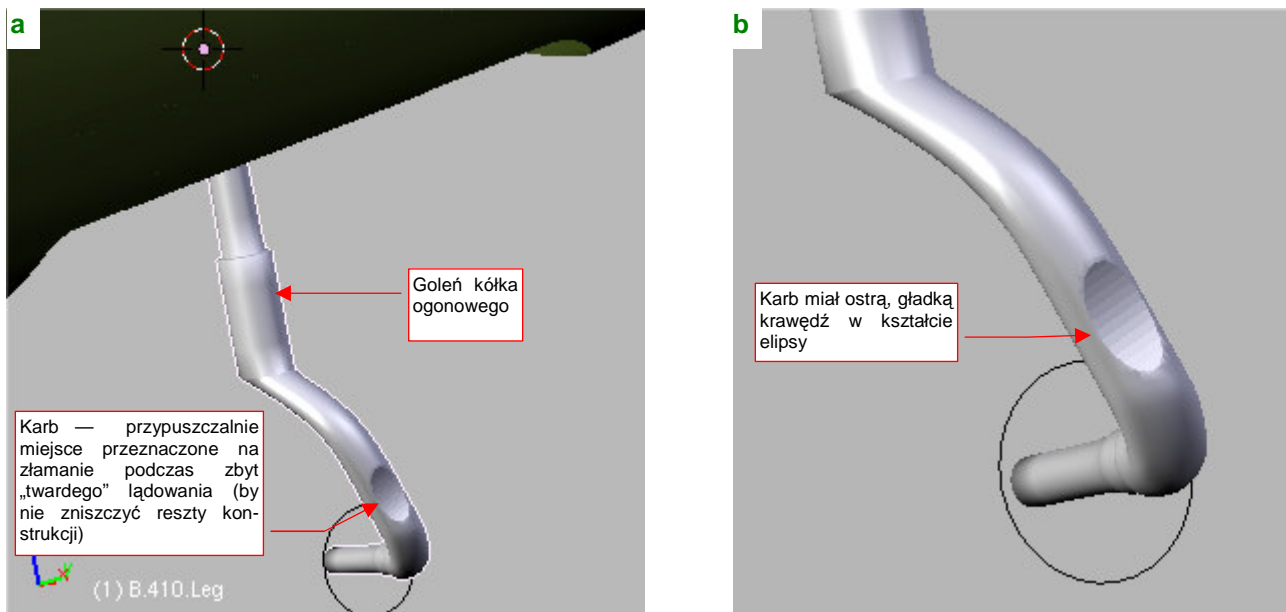 a
b
Goleń kółka
ogonowego
Karb miał ostrą, gładką
krawędź w kształcie
elipsy
Karb — przypuszczalnie
miejsce przeznaczone na
złamanie podczas zbyt
„twardego” lądowania (by
nie zniszczyć reszty kon-
strukcji)
(1) B.410.Leg